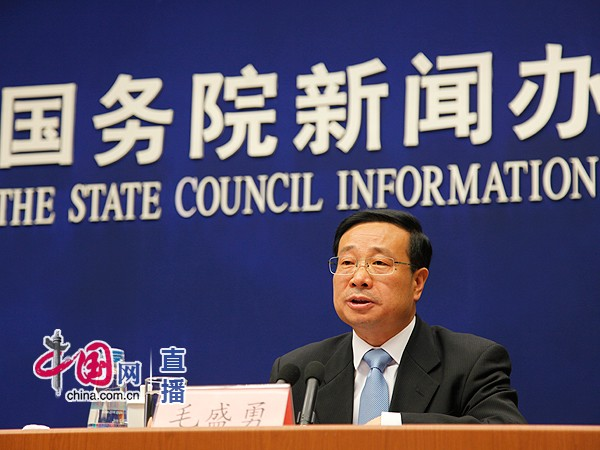 国务院新闻办
THE STATE COUNCIL INFORMATION
中国网
直播
china.com.cn
毛盛勇